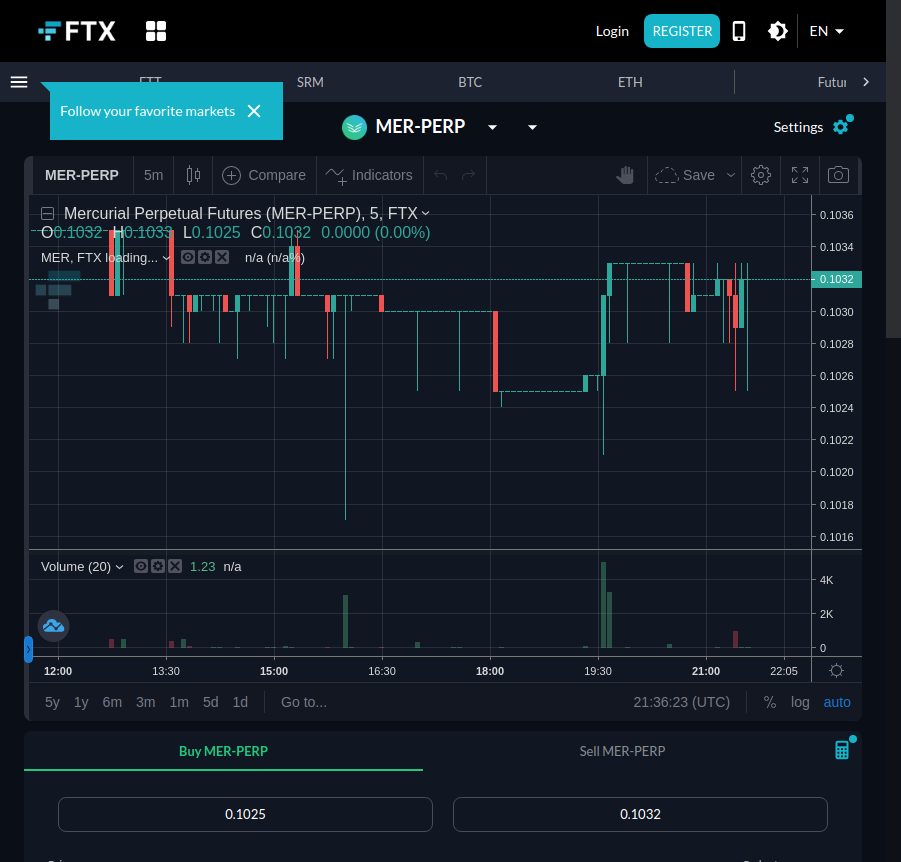 FTX
Login
REGISTER
EN
FTT
SRM
BTC
ETH
Futur
Follow your favorite markets
MER-PERP
Settings
MER-PERP
5m
Compare
Indicators
Save
Mercurial Perpetual Futures (MER-PERP), 5, FTX
O0.1032 H0.1033 L0.1025 C0.1032 0.0000 (0.00%)
MER, FTX loading...
n/a (n/a%)
0.1036
0.1034
0.1032
0.1030
0.1028
0.1026
0.1024
0.1022
0.1020
0.1018
0.1016
Volume (20)
1.23 n/a
4K
2K
0
12:00 13:30 15:00 16:30 18:00 19:30 21:00 22:05
5y 1y 6m 3m 1m 5d 1d
Go to...
21:36:23 (UTC)
% log auto
Buy MER-PERP
Sell MER-PERP
0.1025
0.1032